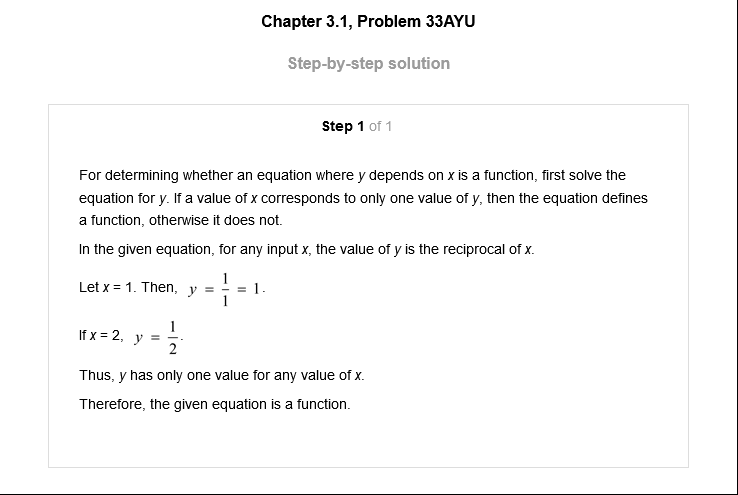 Chapter 3.1, Problem 33AYU
Step-by-step solution
Step 1 of 1
For determining whether an equation where y depends on x is a function, first solve the
equation for y. If a value of x corresponds to only one value of y, then the equation defines
a function, otherwise it does not.
In the given equation, for any input x, the value of y is the reciprocal of x.
Let x = 1. Then, y = 1/1 = 1.
If x = 2, y = 1/2.
Thus, y has only one value for any value of x.
Therefore, the given equation is a function.